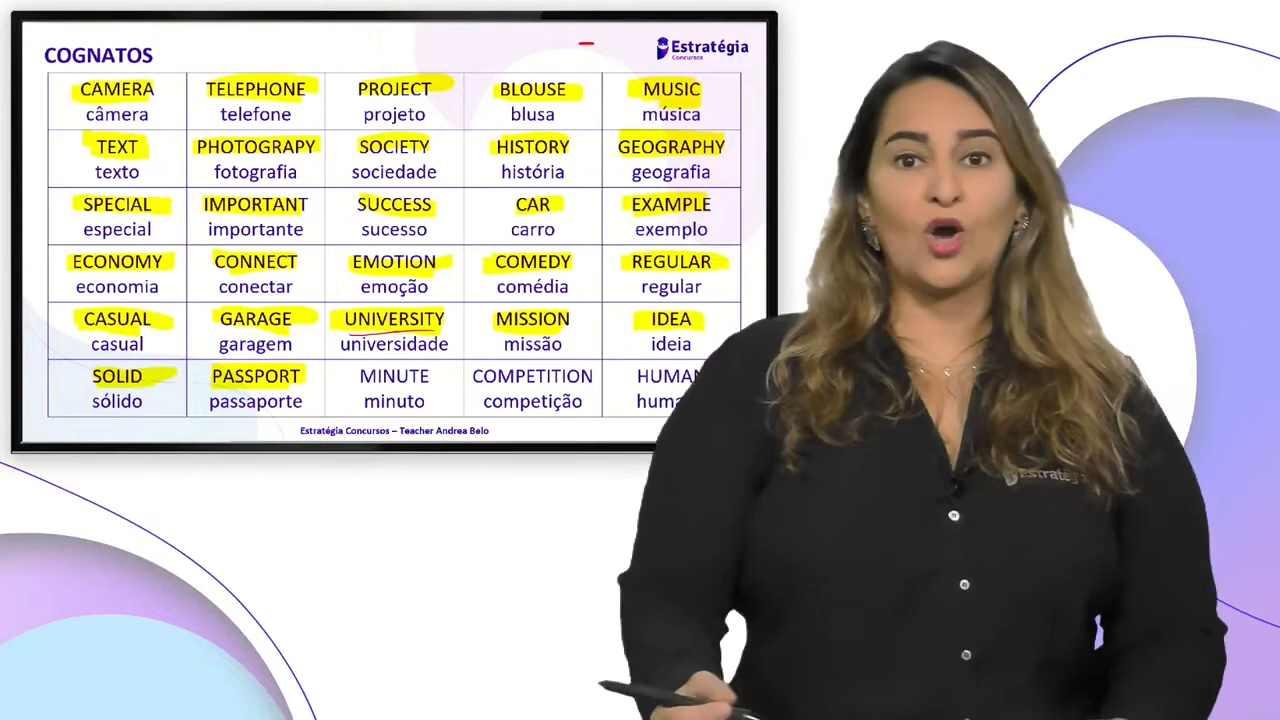 COGNATOS
Estratégia
Concursos
CAMERA TELEPHONE PROJECT BLOUSE MUSIC
câmera telefone projeto blusa música
TEXT PHOTOGRAPY SOCIETY HISTORY GEOGRAPHY
texto fotografia sociedade história geografia
SPECIAL IMPORTANT SUCCESS CAR EXAMPLE
especial importante sucesso carro exemplo
ECONOMY CONNECT EMOTION COMEDY REGULAR
economia conectar emoção comédia regular
CASUAL GARAGE UNIVERSITY MISSION IDEA
casual garagem universidade missão ideia
SOLID PASSPORT MINUTE COMPETITION HUMAN
sólido passaporte minuto competição
Estratégia Concursos – Teacher Andrea Belo